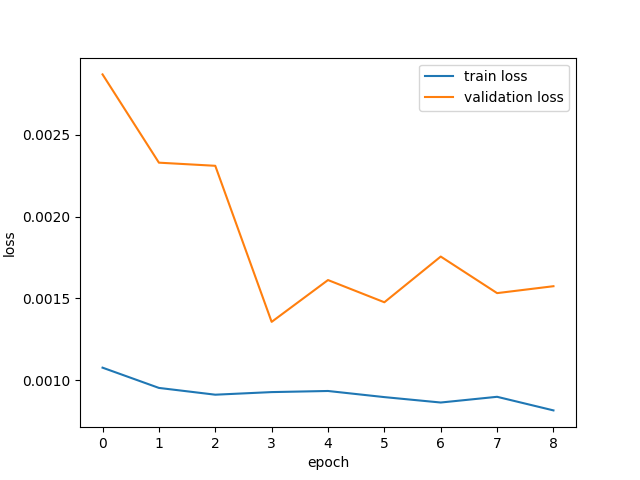 train loss
validation loss
0.0025
0.0020
0.0015
0.0010
loss
0 1 2 3 4 5 6 7 8
epoch